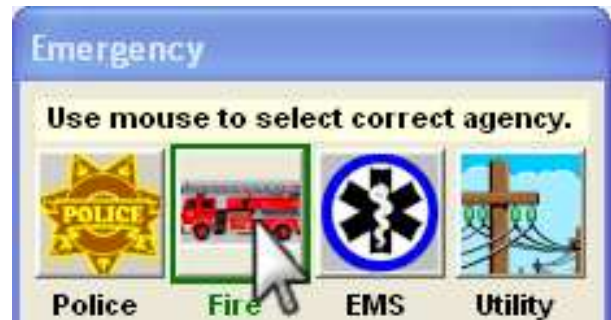 Emergency
Use mouse to select correct agency.
POLICE
Police Fire EMS Utility